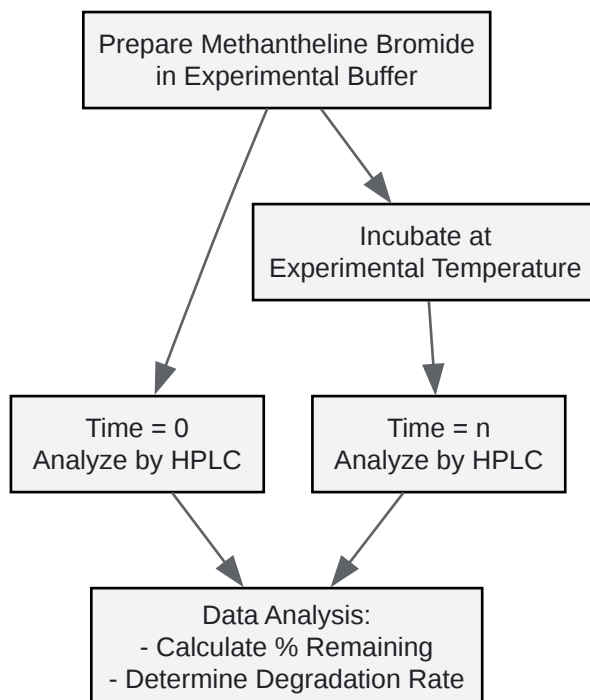 Prepare Methantheline Bromide
in Experimental Buffer
Incubate at
Experimental Temperature
Time = 0
Analyze by HPLC
Time = n
Analyze by HPLC
Data Analysis:
- Calculate % Remaining
- Determine Degradation Rate